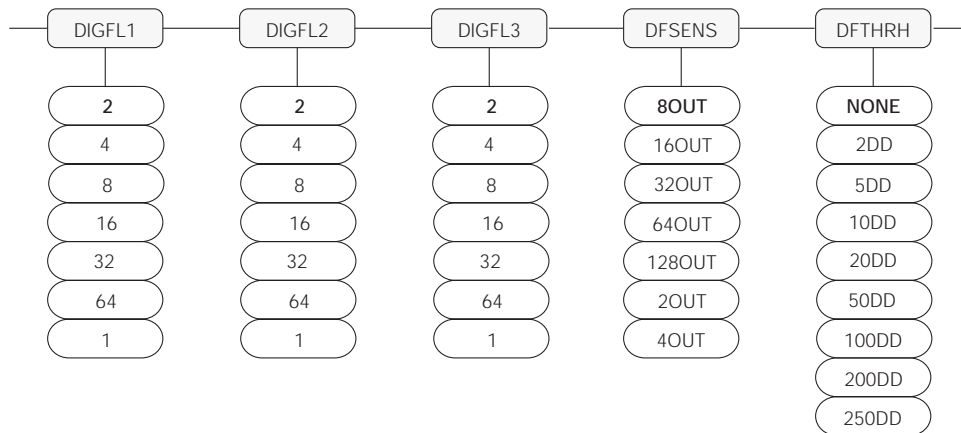 DIGFL1 DIGFL2 DIGFL3 DFSENS DFTHRH
2 2 2 8OUT NONE
4 4 4 16OUT 2DD
8 8 8 32OUT 5DD
16 16 16 64OUT 10DD
32 32 32 128OUT 20DD
64 64 64 2OUT 50DD
1 1 1 4OUT 100DD
200DD
250DD